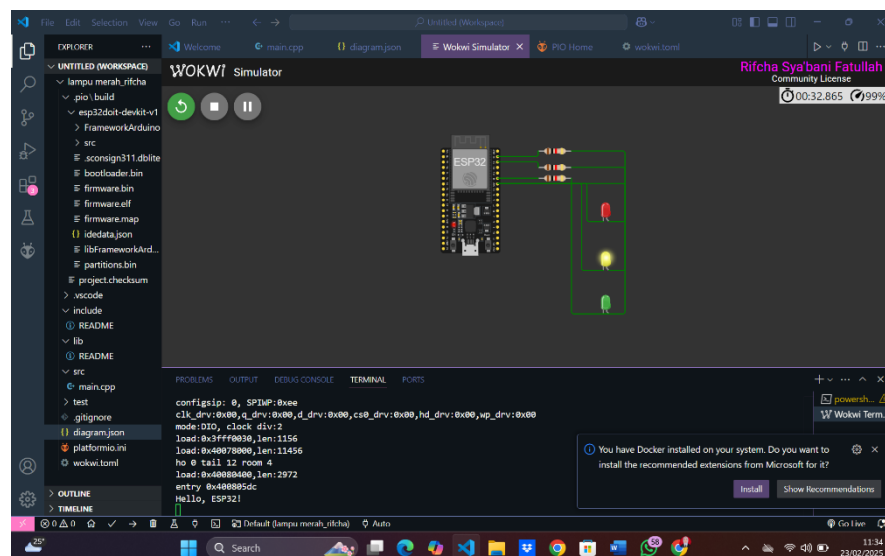 File Edit Selection View Go Run ... Untitled (Workspace)
EXPLORER ...
Welcome main.cpp diagram.json Wokwi Simulator PIO Home wokwi.toml
UNTITLED (WORKSPACE)
lampu merah_rifcha
.pio\build
esp32doit-devkit-v1
FrameworkArduino
src
.sconsign311.dblite
bootloader.bin
firmware.bin
firmware.elf
firmware.map
idedata.json
libFrameworkArd...
partitions.bin
project.checksum
.vscode
include
README
lib
README
src
main.cpp
test
.gitignore
diagram.json
platformio.ini
wokwi.toml
OUTLINE
TIMELINE
WOKWI Simulator
Rifcha Sya'bani Fatullah
Community License
00:32.865 99%
ESP32
PROBLEMS OUTPUT DEBUG CONSOLE TERMINAL PORTS
configsip: 0, SPIWP:0xee
clk_drv:0x00,q_drv:0x00,d_drv:0x00,cs0_drv:0x00,hd_drv:0x00,wp_drv:0x00
mode:DIO, clock div:2
load:0x3fff0030,len:1156
load:0x40078000,len:11456
ho 0 tail 12 room 4
load:0x40080400,len:2972
entry 0x400805dc
Hello, ESP32!
powersh...
Wokwi Term...
You have Docker installed on your system. Do you want to
install the recommended extensions from Microsoft for it?
Install Show Recommendations
0 0 0 Default (lampu merah_rifcha) Auto Go Live
25° Search 58 11:34
23/02/2025